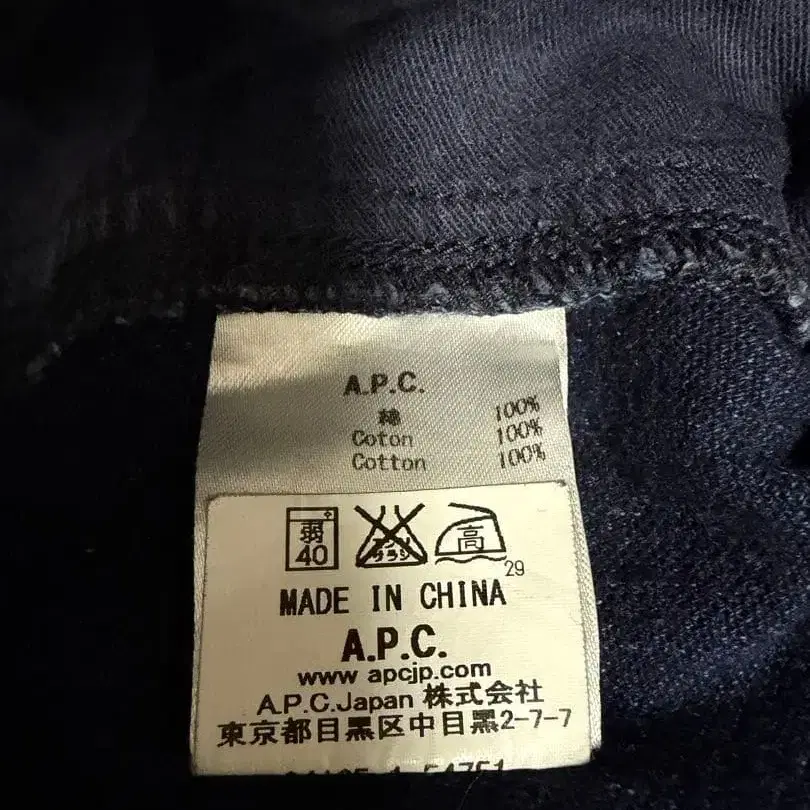 A.P.C.
綿 100%
Coton 100%
Cotton 100%
弱 高
40
29
MADE IN CHINA
A.P.C.
www.apcjp.com
A.P.C.Japan 株式会社
東京都目黒区中目黒2-7-7